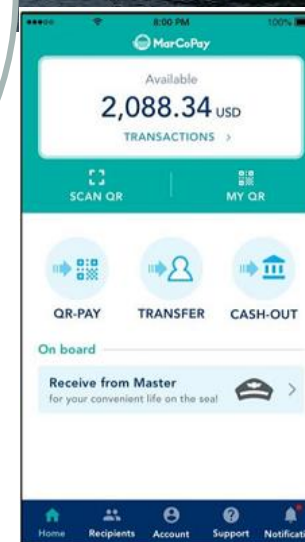 8:00 PM 100%
MarCoPay
Available
2,088.34 USD
TRANSACTIONS >
SCAN QR MY QR
QR-PAY TRANSFER CASH-OUT
On board
Receive from Master
for your convenient life on the sea!
Home Recipients Account Support Notificati